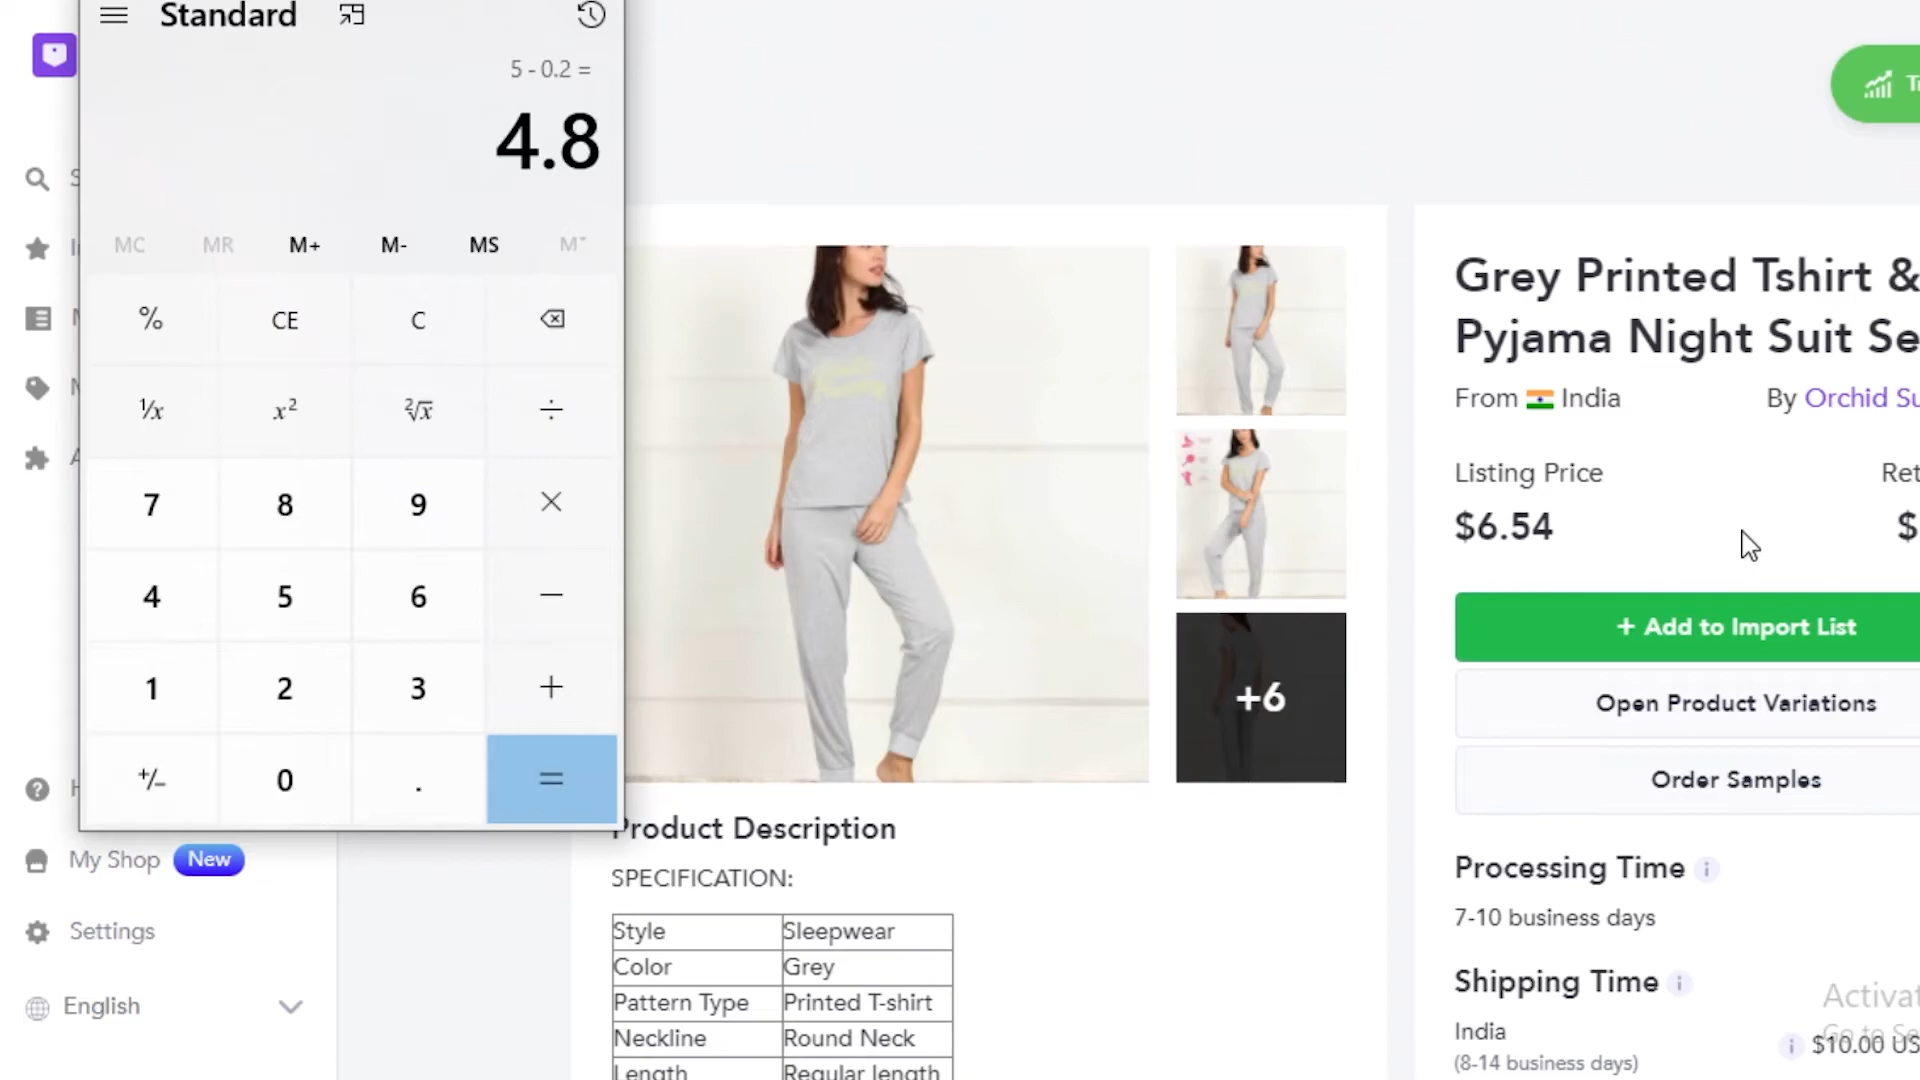 Standard
5 - 0.2 =
4.8
MC MR M+ M- MS M˅
% CE C
¹/x x² ²√x ÷
7 8 9 ×
4 5 6 −
1 2 3 +
+/− 0 . =
My Shop New
Settings
English
+6
Product Description
SPECIFICATION:
Style Sleepwear
Color Grey
Pattern Type Printed T-shirt
Neckline Round Neck
Length Regular length
Grey Printed Tshirt &
Pyjama Night Suit Se
From India By Orchid Su
Listing Price Ret
$6.54 $
+ Add to Import List
Open Product Variations
Order Samples
Processing Time
7-10 business days
Shipping Time
India
(8-14 business days)
$10.00 US
Activat